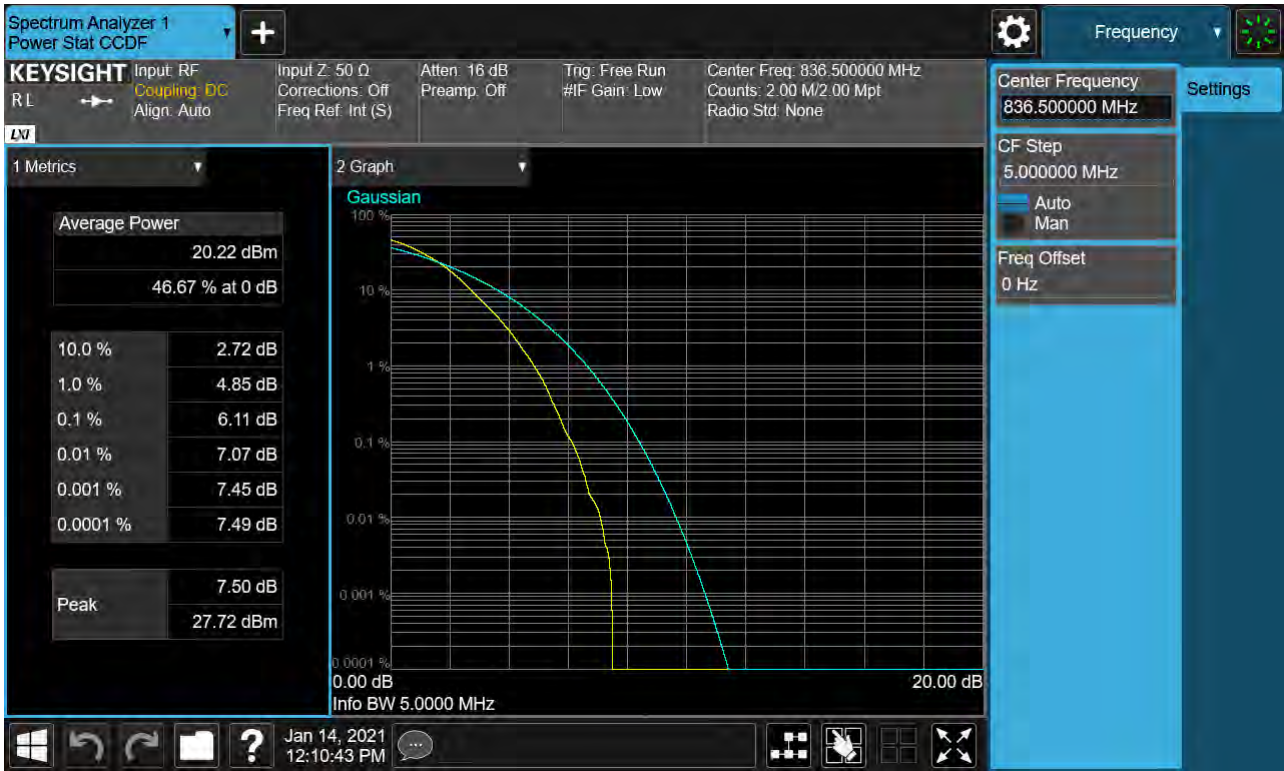 Spectrum Analyzer 1
Power Stat CCDF
Frequency
KEYSIGHT
R L
LXI
Input: RF
Coupling: DC
Align: Auto
Input Z: 50 Ω
Corrections: Off
Freq Ref: Int (S)
Atten: 16 dB
Preamp: Off
Trig: Free Run
#IF Gain: Low
Center Freq: 836.500000 MHz
Counts: 2.00 M/2.00 Mpt
Radio Std: None
Center Frequency
836.500000 MHz
Settings
CF Step
5.000000 MHz
Auto
Man
Freq Offset
0 Hz
1 Metrics
Average Power
20.22 dBm
46.67 % at 0 dB
10.0 % 2.72 dB
1.0 % 4.85 dB
0.1 % 6.11 dB
0.01 % 7.07 dB
0.001 % 7.45 dB
0.0001 % 7.49 dB
Peak 7.50 dB
27.72 dBm
2 Graph
Gaussian
100 %
10 %
1 %
0.1 %
0.01 %
0.001 %
0.0001 %
0.00 dB 20.00 dB
Info BW 5.0000 MHz
Jan 14, 2021
12:10:43 PM